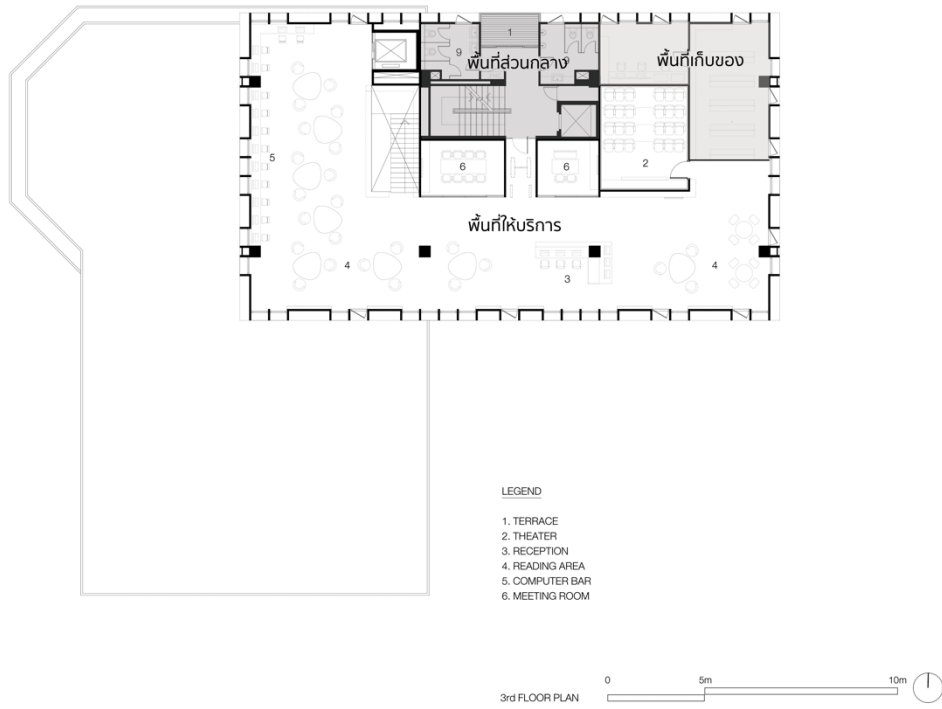 1
9
พื้นที่ส่วนกลาง
9
พื้นที่เก็บของ
5
6
6
2
พื้นที่ให้บริการ
4
3
4
LEGEND
1. TERRACE
2. THEATER
3. RECEPTION
4. READING AREA
5. COMPUTER BAR
6. MEETING ROOM
0
5m
10m
3rd FLOOR PLAN